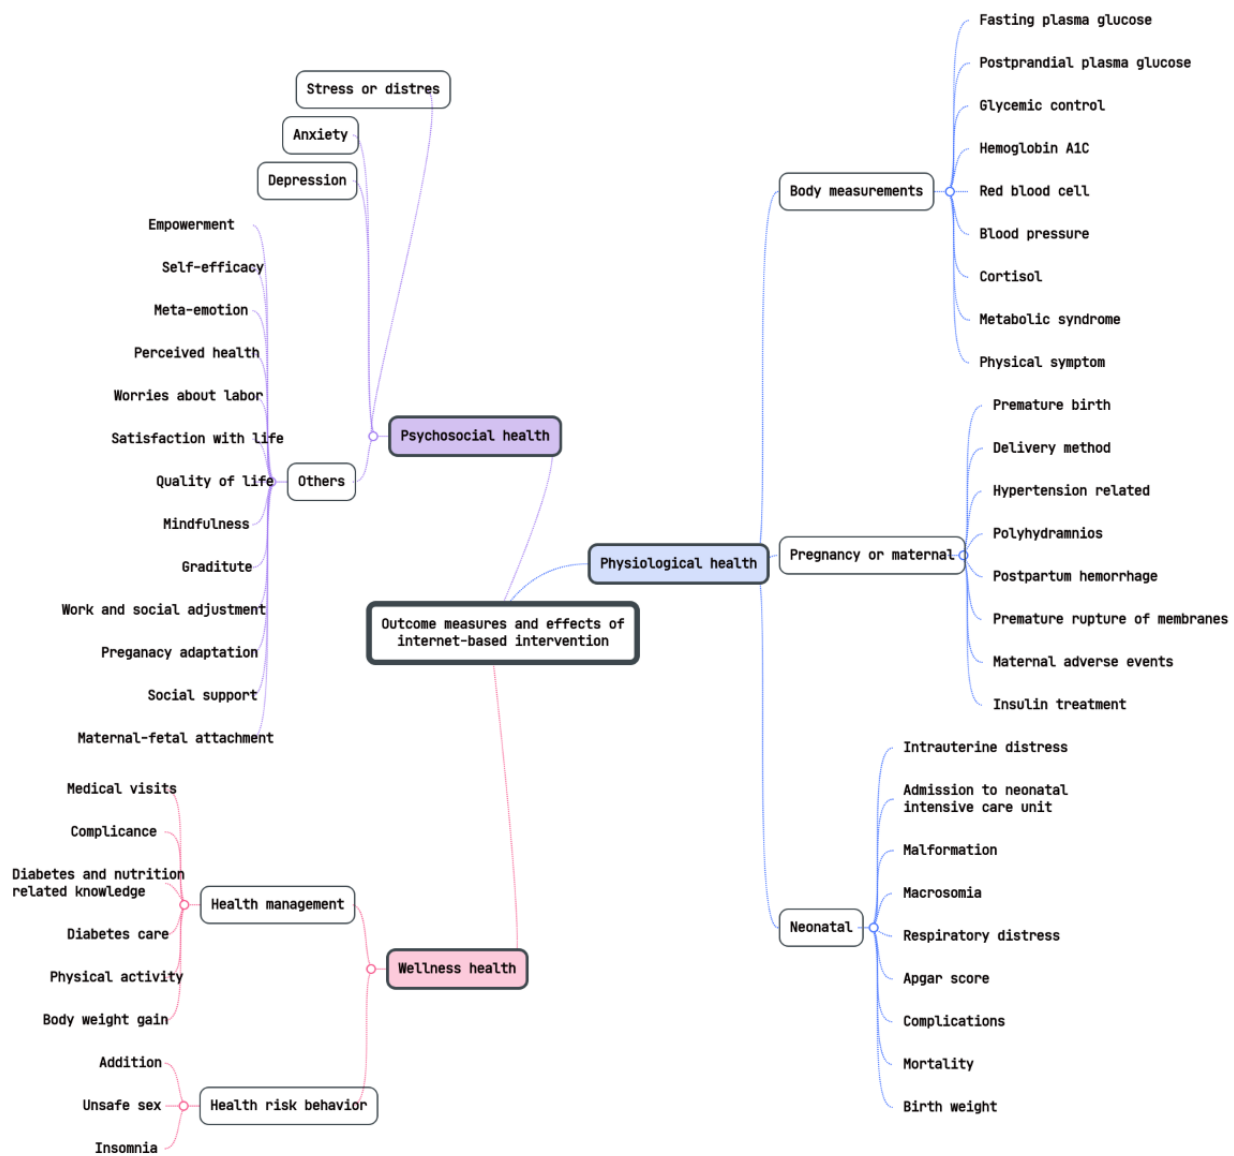 Stress or distres
Anxiety
Depression
Empowerment
Self-efficacy
Meta-emotion
Perceived health
Worries about labor
Satisfaction with life
Quality of life
Mindfulness
Graditute
Work and social adjustment
Preganacy adaptation
Social support
Maternal-fetal attachment
Others
Psychosocial health
Outcome measures and effects of
internet-based intervention
Medical visits
Complicance
Diabetes and nutrition
related knowledge
Diabetes care
Physical activity
Body weight gain
Health management
Addition
Unsafe sex
Insomnia
Health risk behavior
Wellness health
Physiological health
Body measurements
Fasting plasma glucose
Postprandial plasma glucose
Glycemic control
Hemoglobin A1C
Red blood cell
Blood pressure
Cortisol
Metabolic syndrome
Physical symptom
Pregnancy or maternal
Premature birth
Delivery method
Hypertension related
Polyhydramnios
Postpartum hemorrhage
Premature rupture of membranes
Maternal adverse events
Insulin treatment
Neonatal
Intrauterine distress
Admission to neonatal
intensive care unit
Malformation
Macrosomia
Respiratory distress
Apgar score
Complications
Mortality
Birth weight